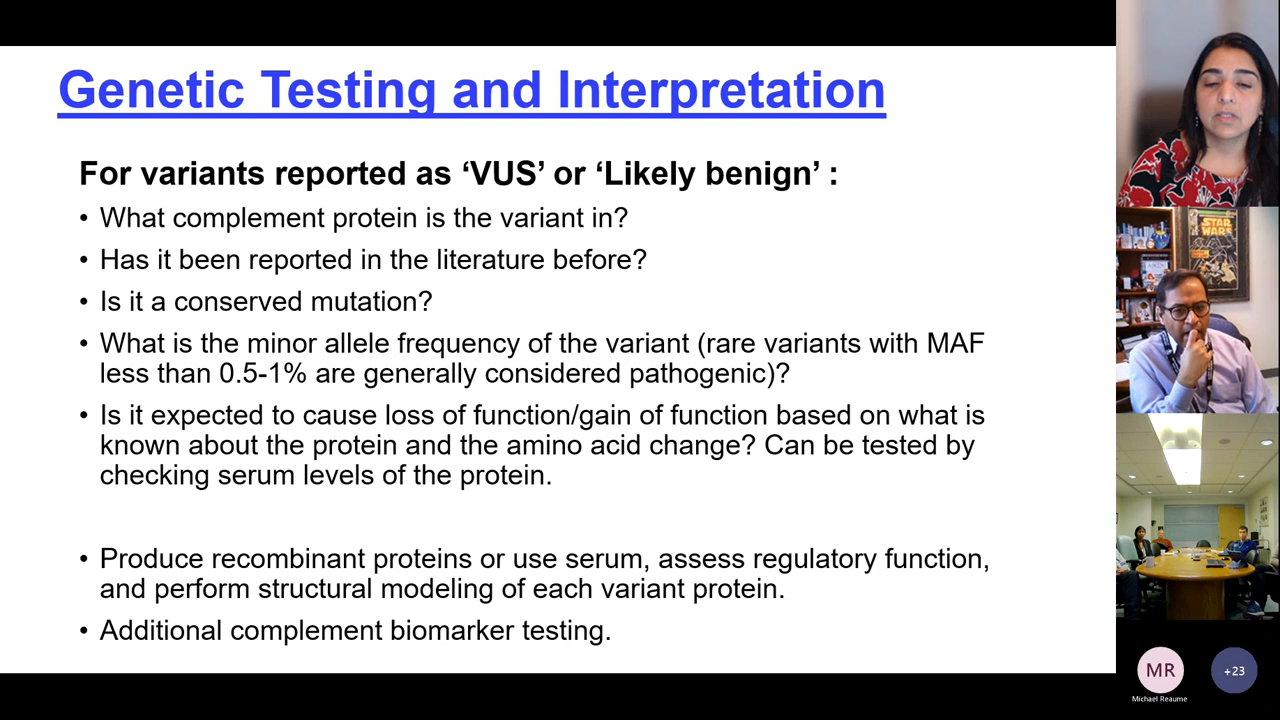 Genetic Testing and Interpretation
For variants reported as ‘VUS’ or ‘Likely benign’ :
• What complement protein is the variant in?
• Has it been reported in the literature before?
• Is it a conserved mutation?
• What is the minor allele frequency of the variant (rare variants with MAF
less than 0.5-1% are generally considered pathogenic)?
• Is it expected to cause loss of function/gain of function based on what is
known about the protein and the amino acid change? Can be tested by
checking serum levels of the protein.
• Produce recombinant proteins or use serum, assess regulatory function,
and perform structural modeling of each variant protein.
• Additional complement biomarker testing.
STAR
WARS
MR
+23
Michael Reaume